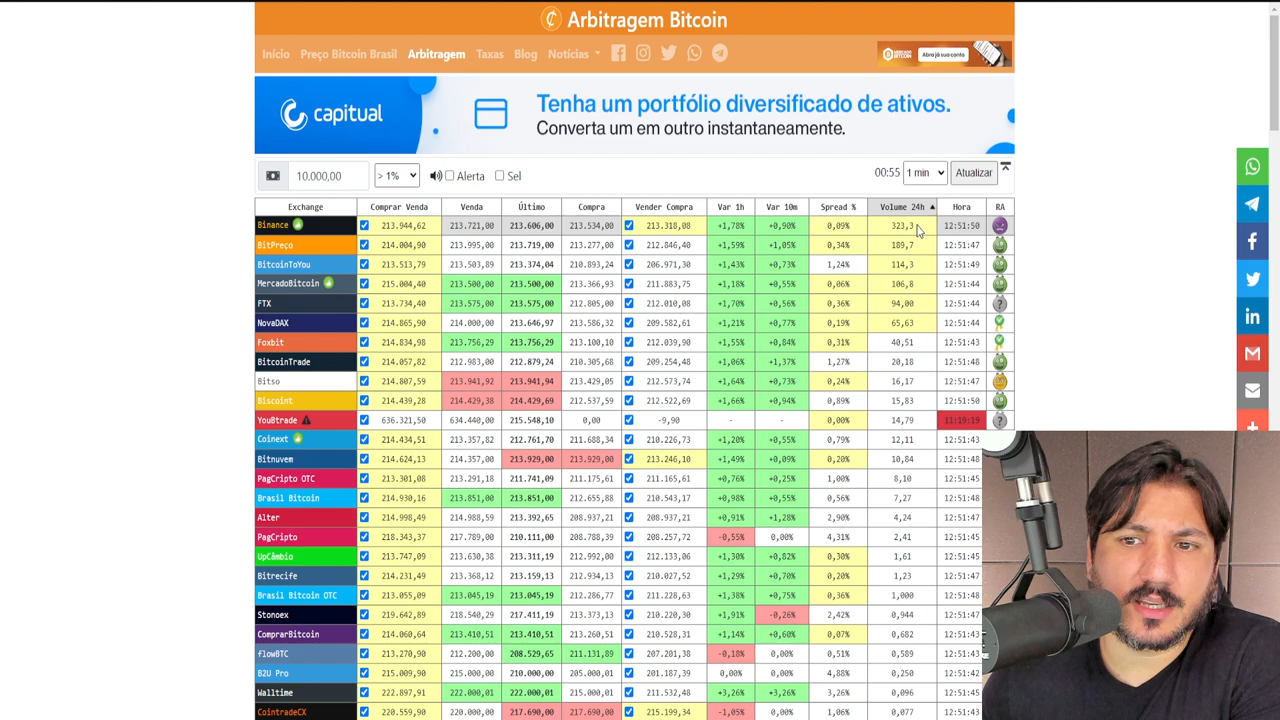 Arbitragem Bitcoin
Início Preço Bitcoin Brasil Arbitragem Taxas Blog Notícias
Abra já sua conta
capitual
Tenha um portfólio diversificado de ativos.
Converta um em outro instantaneamente.
10.000,00 > 1% Alerta Sel 00:55 1 min Atualizar
Exchange Comprar Venda Venda Último Compra Vender Compra Var 1h Var 10m Spread % Volume 24h Hora RA
Binance 213.944,62 213.721,00 213.606,00 213.534,00 213.318,08 +1,78% +0,90% 0,09% 323,3 12:51:50
BitPreço 214.004,90 213.995,00 213.719,00 213.277,00 212.846,40 +1,59% +1,05% 0,34% 189,7 12:51:47
BitcoinToYou 213.513,79 213.503,89 213.374,04 210.893,24 206.971,30 +1,43% +0,73% 1,24% 114,3 12:51:49
MercadoBitcoin 215.004,40 213.500,00 213.500,00 213.366,93 211.883,75 +1,18% +0,55% 0,06% 106,8 12:51:44
FTX 213.734,40 213.575,00 213.575,00 212.805,00 212.010,08 +1,70% +0,56% 0,36% 94,00 12:51:44 ?
NovaDAX 214.865,90 214.000,00 213.646,97 213.586,32 209.582,61 +1,21% +0,77% 0,19% 65,63 12:51:44
Foxbit 214.834,98 213.756,29 213.756,29 213.100,10 212.039,90 +1,55% +0,84% 0,31% 40,51 12:51:43
BitcoinTrade 214.057,82 212.983,00 212.879,24 210.305,68 209.254,48 +1,06% +1,37% 1,27% 20,18 12:51:48
Bitso 214.807,59 213.941,92 213.941,94 213.429,05 212.573,74 +1,64% +0,73% 0,24% 16,17 12:51:47
Biscoint 214.439,28 214.429,38 214.429,69 212.537,59 212.522,69 +1,66% +0,94% 0,89% 15,83 12:51:50
YouBtrade 636.321,50 634.440,00 215.548,10 0,00 -9,90 - - 0,00% 14,79 11:19:19 ?
Coinext 214.434,51 213.357,82 212.761,70 211.688,34 210.226,73 +1,20% +0,55% 0,79% 12,11 12:51:43
Bitnuvem 214.624,13 214.357,00 213.929,00 213.929,00 213.246,10 +1,49% +0,09% 0,20% 10,84 12:51:48
PagCripto OTC 213.301,08 213.291,18 211.741,09 211.175,61 211.165,61 +0,76% +0,25% 1,00% 8,10 12:51:45
Brasil Bitcoin 214.930,16 213.851,00 213.851,00 212.655,88 210.543,17 +0,98% +0,55% 0,56% 7,27 12:51:48
Alter 214.998,49 214.988,59 213.392,65 208.937,21 208.937,21 +0,91% +1,28% 2,90% 4,24 12:51:47
PagCripto 218.343,37 217.789,00 210.111,00 208.788,39 208.257,72 -0,55% 0,00% 4,31% 2,41 12:51:45
UpCâmbio 213.747,09 213.630,38 213.311,19 212.992,00 212.133,06 +1,30% +0,82% 0,30% 1,61 12:51:45
Bitrecife 214.231,49 213.368,12 213.159,13 212.934,13 210.027,52 +1,29% +0,70% 0,20% 1,23 12:51:47
Brasil Bitcoin OTC 213.055,09 213.045,19 213.045,19 212.286,77 211.228,63 +1,38% +0,75% 0,36% 1,000 12:51:48
Stonoex 219.642,89 218.540,29 217.411,19 213.373,13 210.220,30 +1,91% -0,26% 2,42% 0,944 12:51:47
ComprarBitcoin 214.060,64 213.410,51 213.410,51 213.260,51 210.528,31 +1,14% +0,60% 0,07% 0,682 12:51:43
flowBTC 213.270,90 212.200,00 208.529,65 211.131,89 207.201,38 -0,18% 0,00% 0,51% 0,589 12:51:43
B2U Pro 215.009,90 215.000,00 210.000,00 205.000,01 201.187,39 0,00% 0,00% 4,88% 0,250 12:51:42
Walltime 222.897,91 222.000,01 222.000,01 215.000,01 211.532,48 +3,26% +3,26% 3,26% 0,096 12:51:45
CointradeCX 220.559,90 220.000,00 217.690,00 217.690,00 215.199,34 -1,05% 0,00% 1,06% 0,077 12:51:43